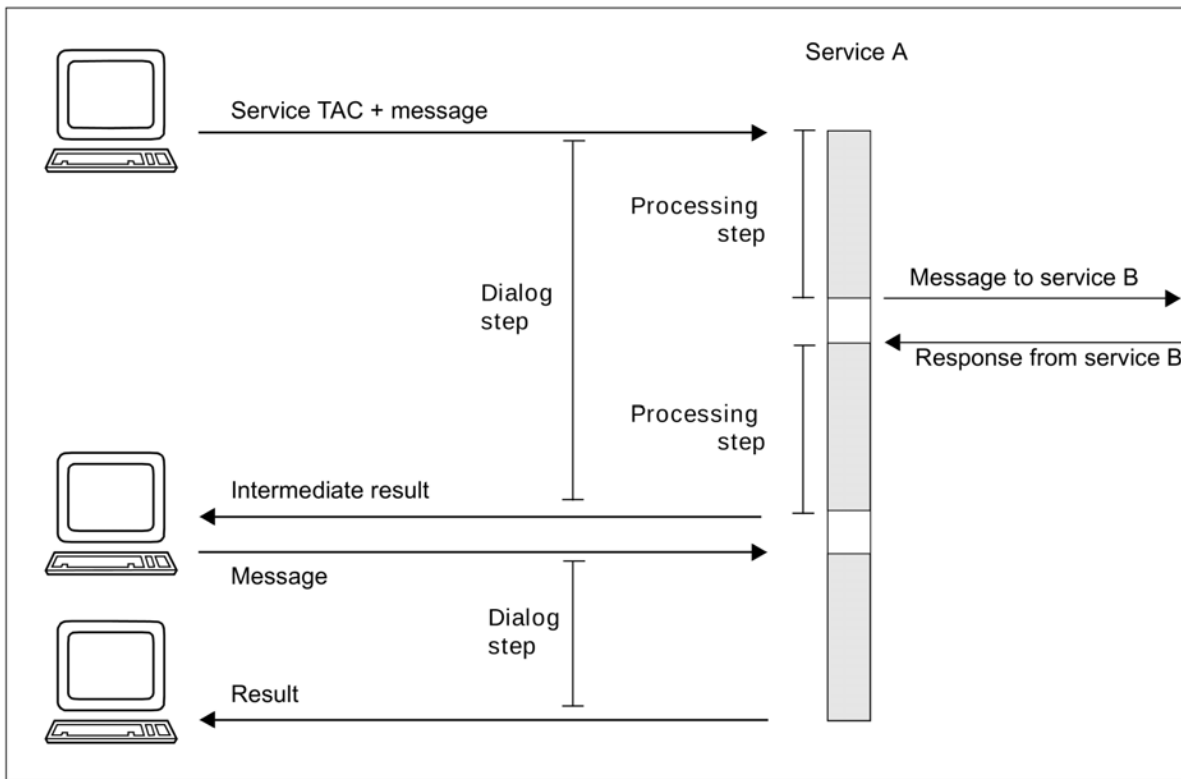 Service A
Service TAC + message
Processing
step
Message to service B
Dialog
step
Response from service B
Processing
step
Intermediate result
Message
Dialog
step
Result